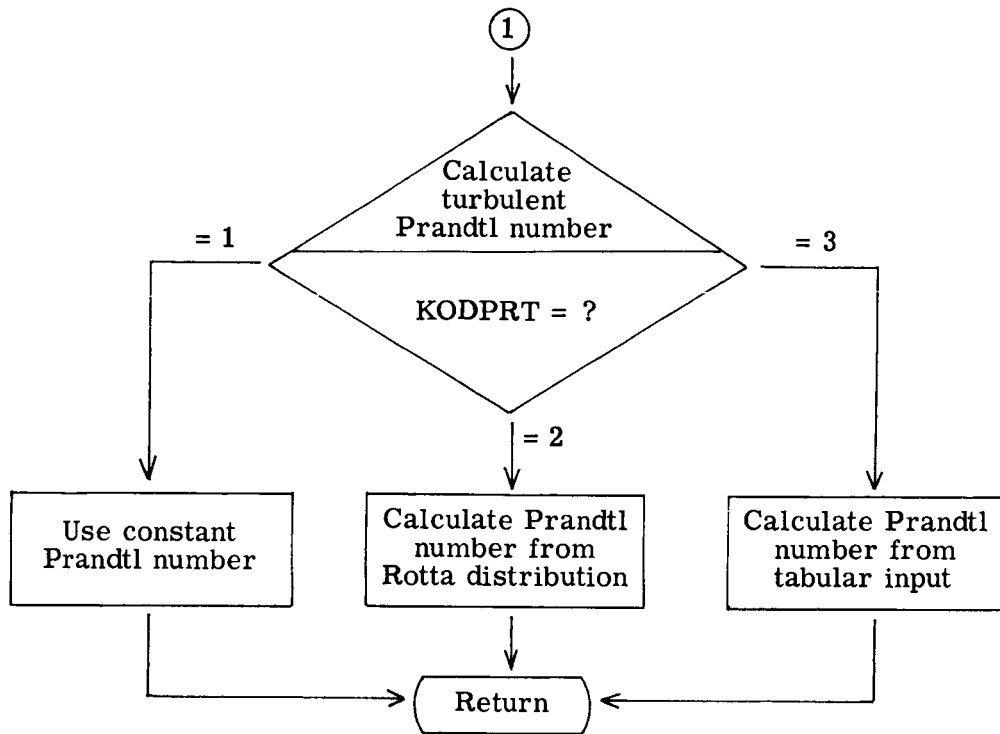 1
Calculate
turbulent
Prandtl number
= 1
= 3
KODPRT = ?
= 2
Use constant
Prandtl number
Calculate Prandtl
number from
Rotta distribution
Calculate Prandtl
number from
tabular input
Return